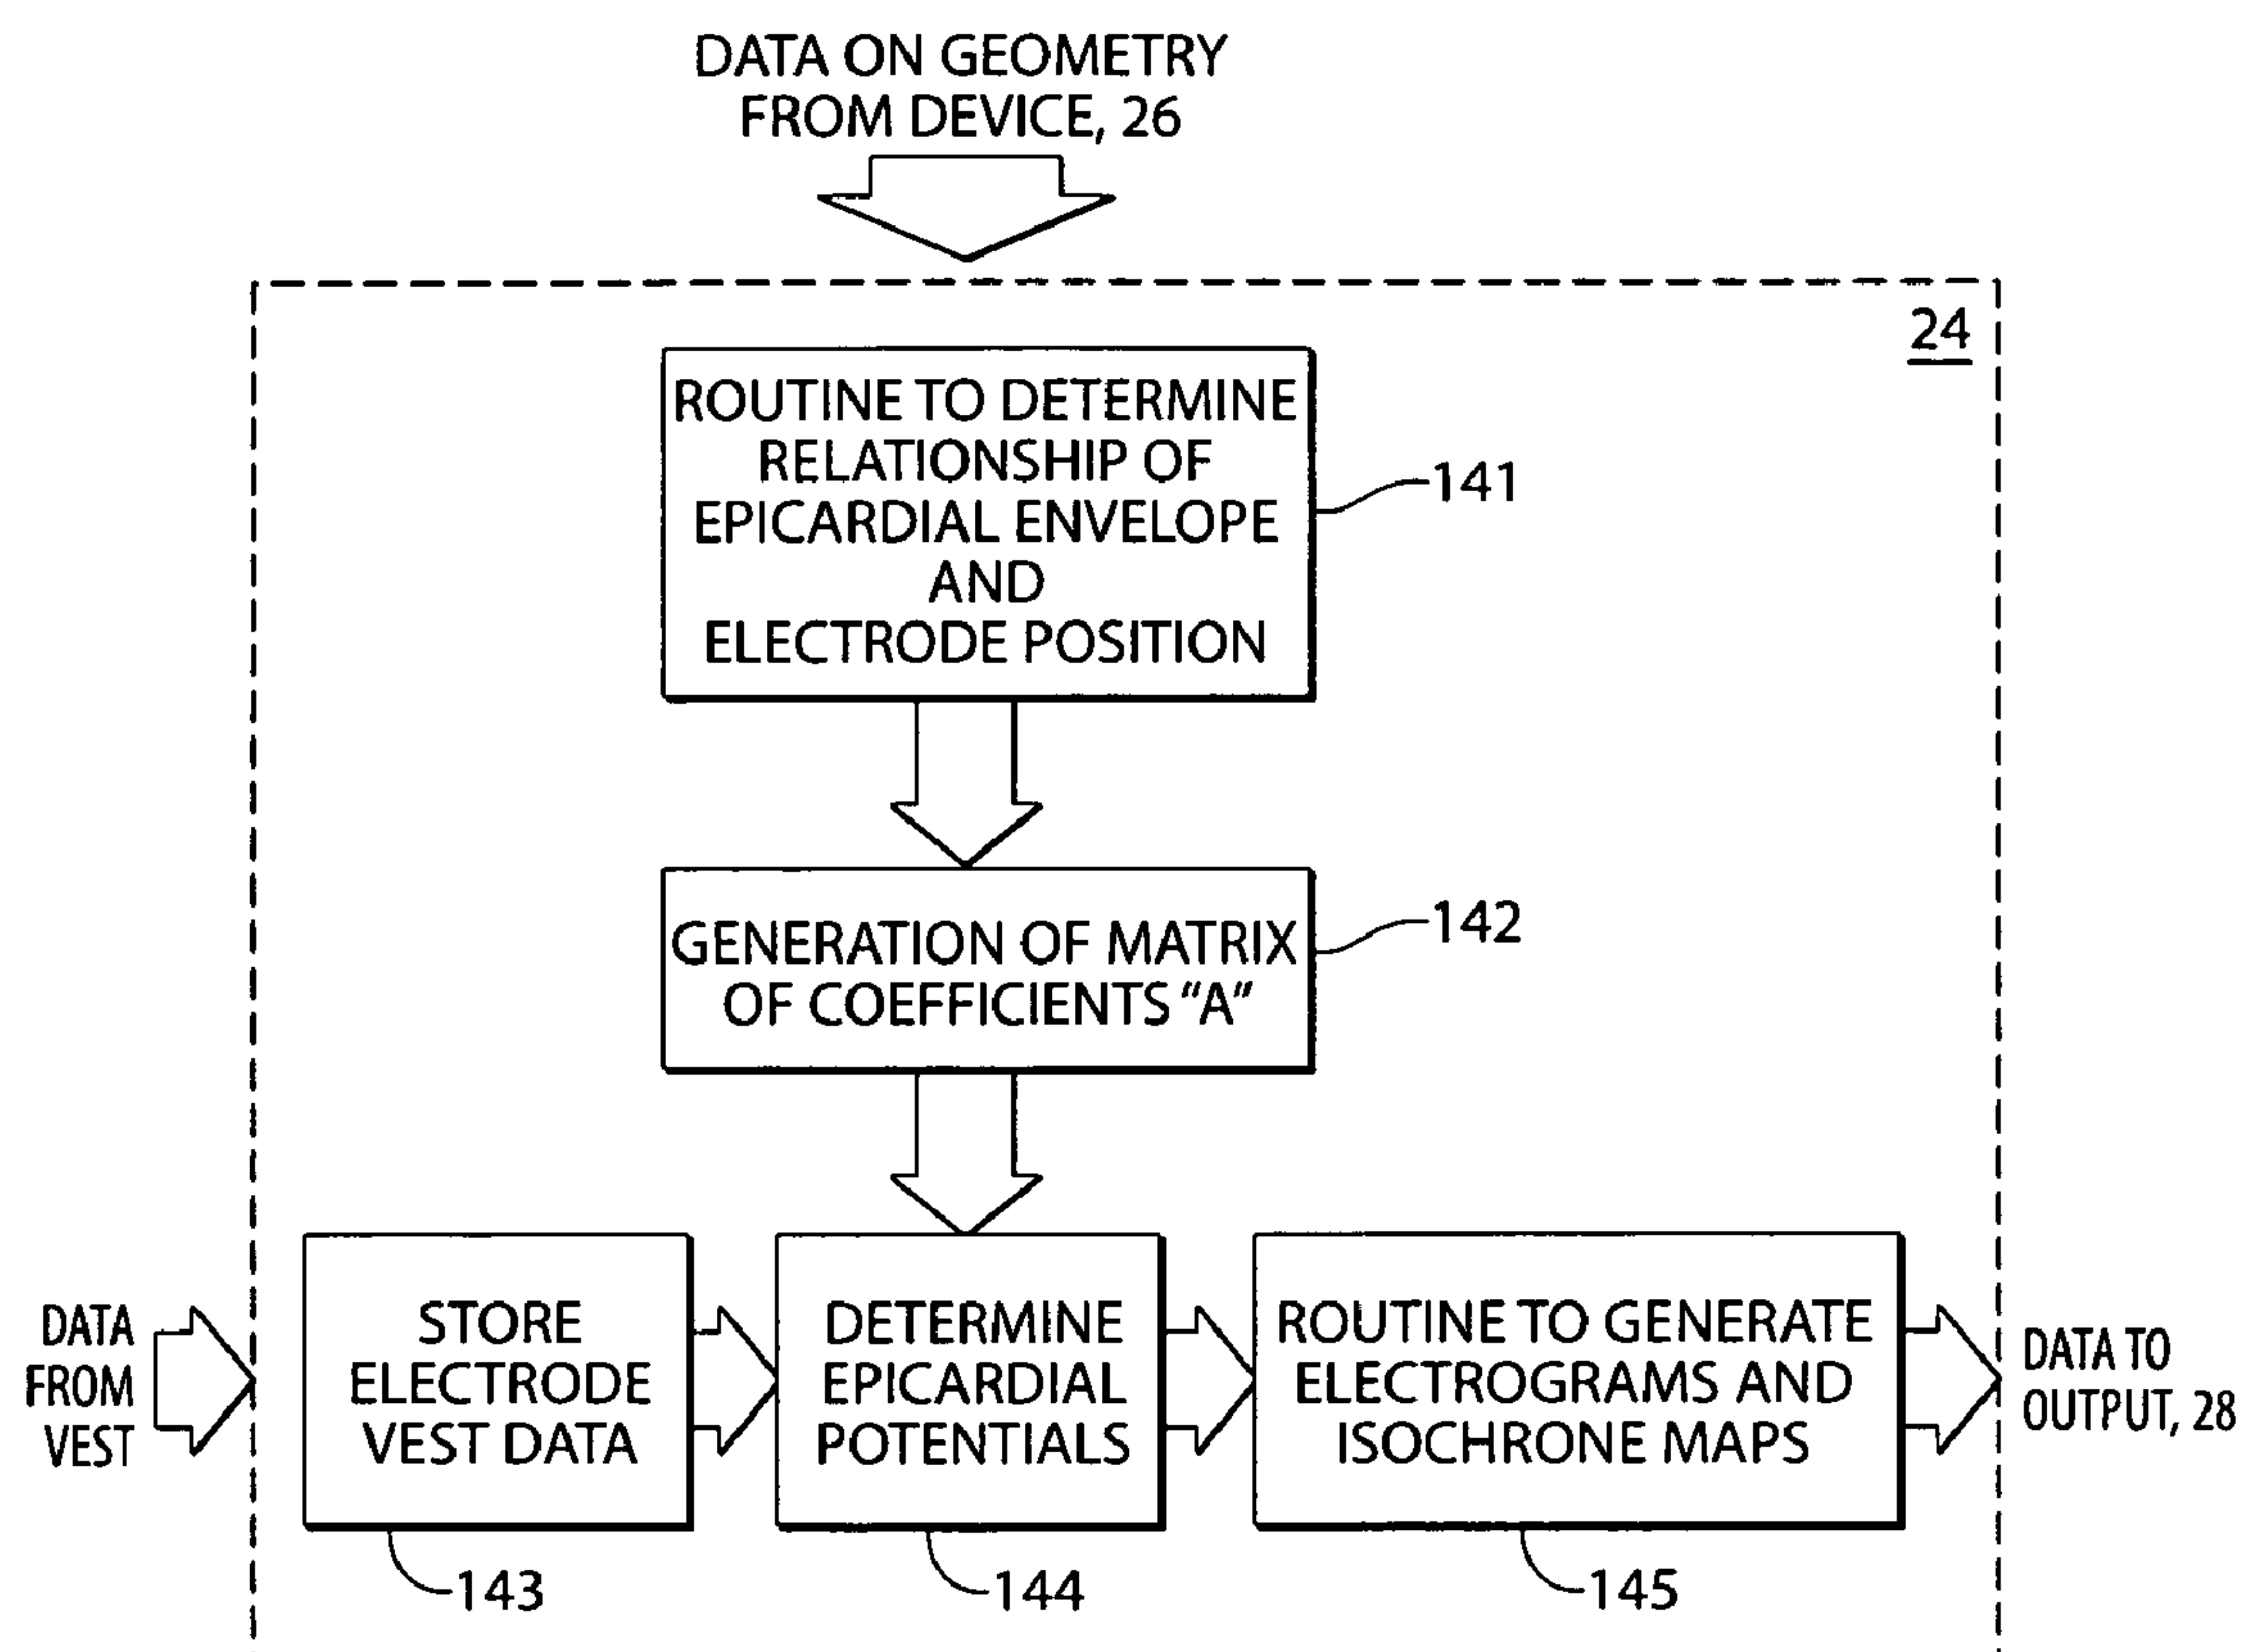 DATA ON GEOMETRY
FROM DEVICE, 26
24
ROUTINE TO DETERMINE
RELATIONSHIP OF
EPICARDIAL ENVELOPE
AND
ELECTRODE POSITION
141
GENERATION OF MATRIX
OF COEFFICIENTS “A”
142
DATA
FROM
VEST
STORE
ELECTRODE
VEST DATA
143
DETERMINE
EPICARDIAL
POTENTIALS
144
ROUTINE TO GENERATE
ELECTROGRAMS AND
ISOCHRONE MAPS
145
DATA TO
OUTPUT, 28